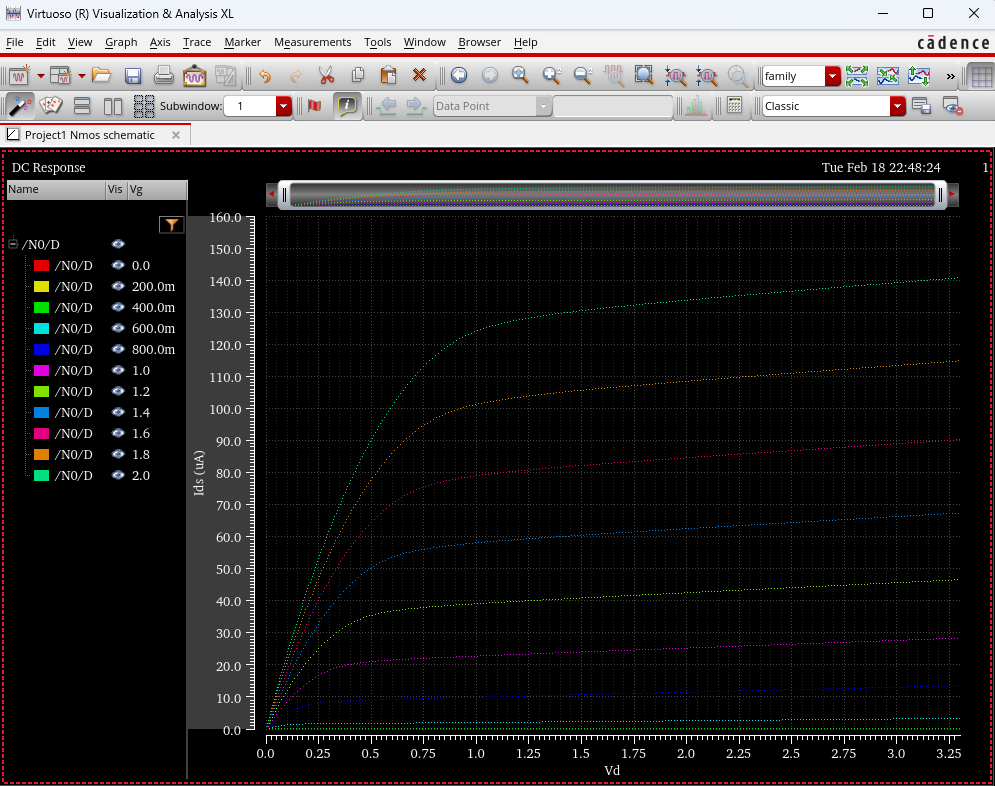 Virtuoso (R) Visualization & Analysis XL
File Edit View Graph Axis Trace Marker Measurements Tools Window Browser Help
cādence
family
»
Subwindow: 1
Data Point
Classic
Project1 Nmos schematic
DC Response
Tue Feb 18 22:48:24
1
Name Vis Vg
/N0/D
/N0/D 0.0
/N0/D 200.0m
/N0/D 400.0m
/N0/D 600.0m
/N0/D 800.0m
/N0/D 1.0
/N0/D 1.2
/N0/D 1.4
/N0/D 1.6
/N0/D 1.8
/N0/D 2.0
Ids (uA)
160.0
150.0
140.0
130.0
120.0
110.0
100.0
90.0
80.0
70.0
60.0
50.0
40.0
30.0
20.0
10.0
0.0
0.0 0.25 0.5 0.75 1.0 1.25 1.5 1.75 2.0 2.25 2.5 2.75 3.0 3.25
Vd